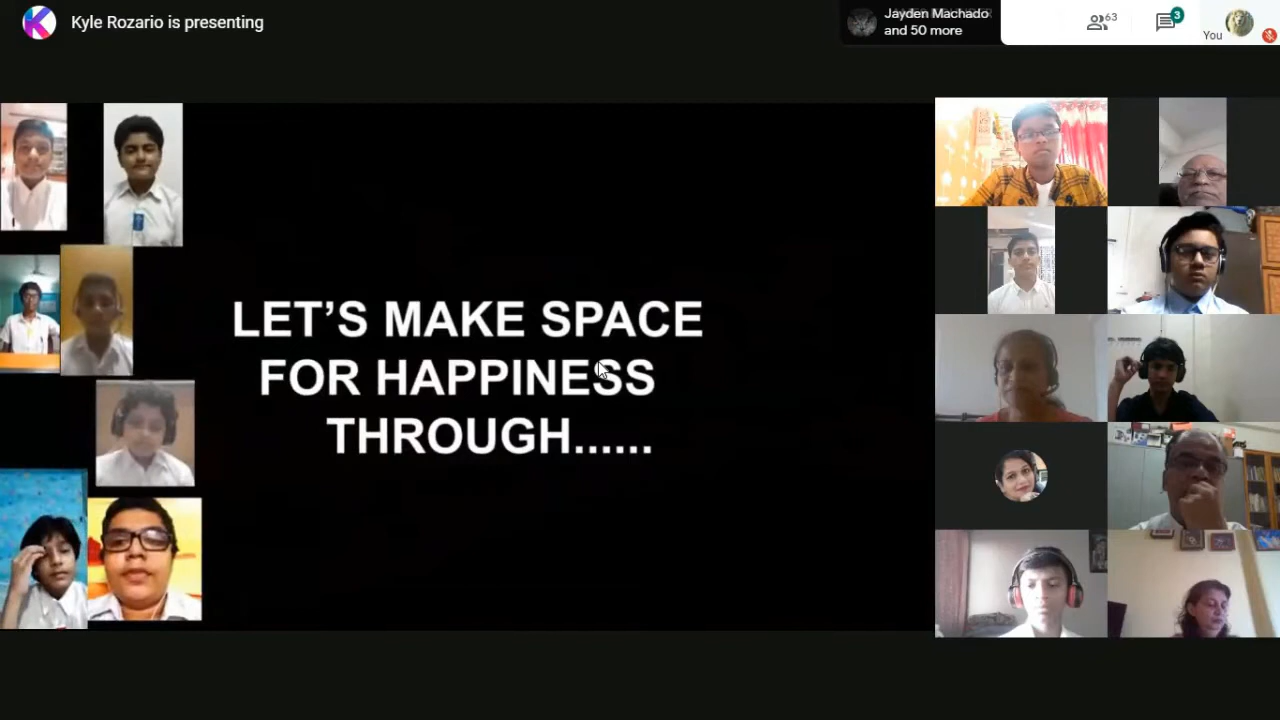 Kyle Rozario is presenting
Jayden Machado
and 50 more
63
3
You
LET'S MAKE SPACE
FOR HAPPINESS
THROUGH......